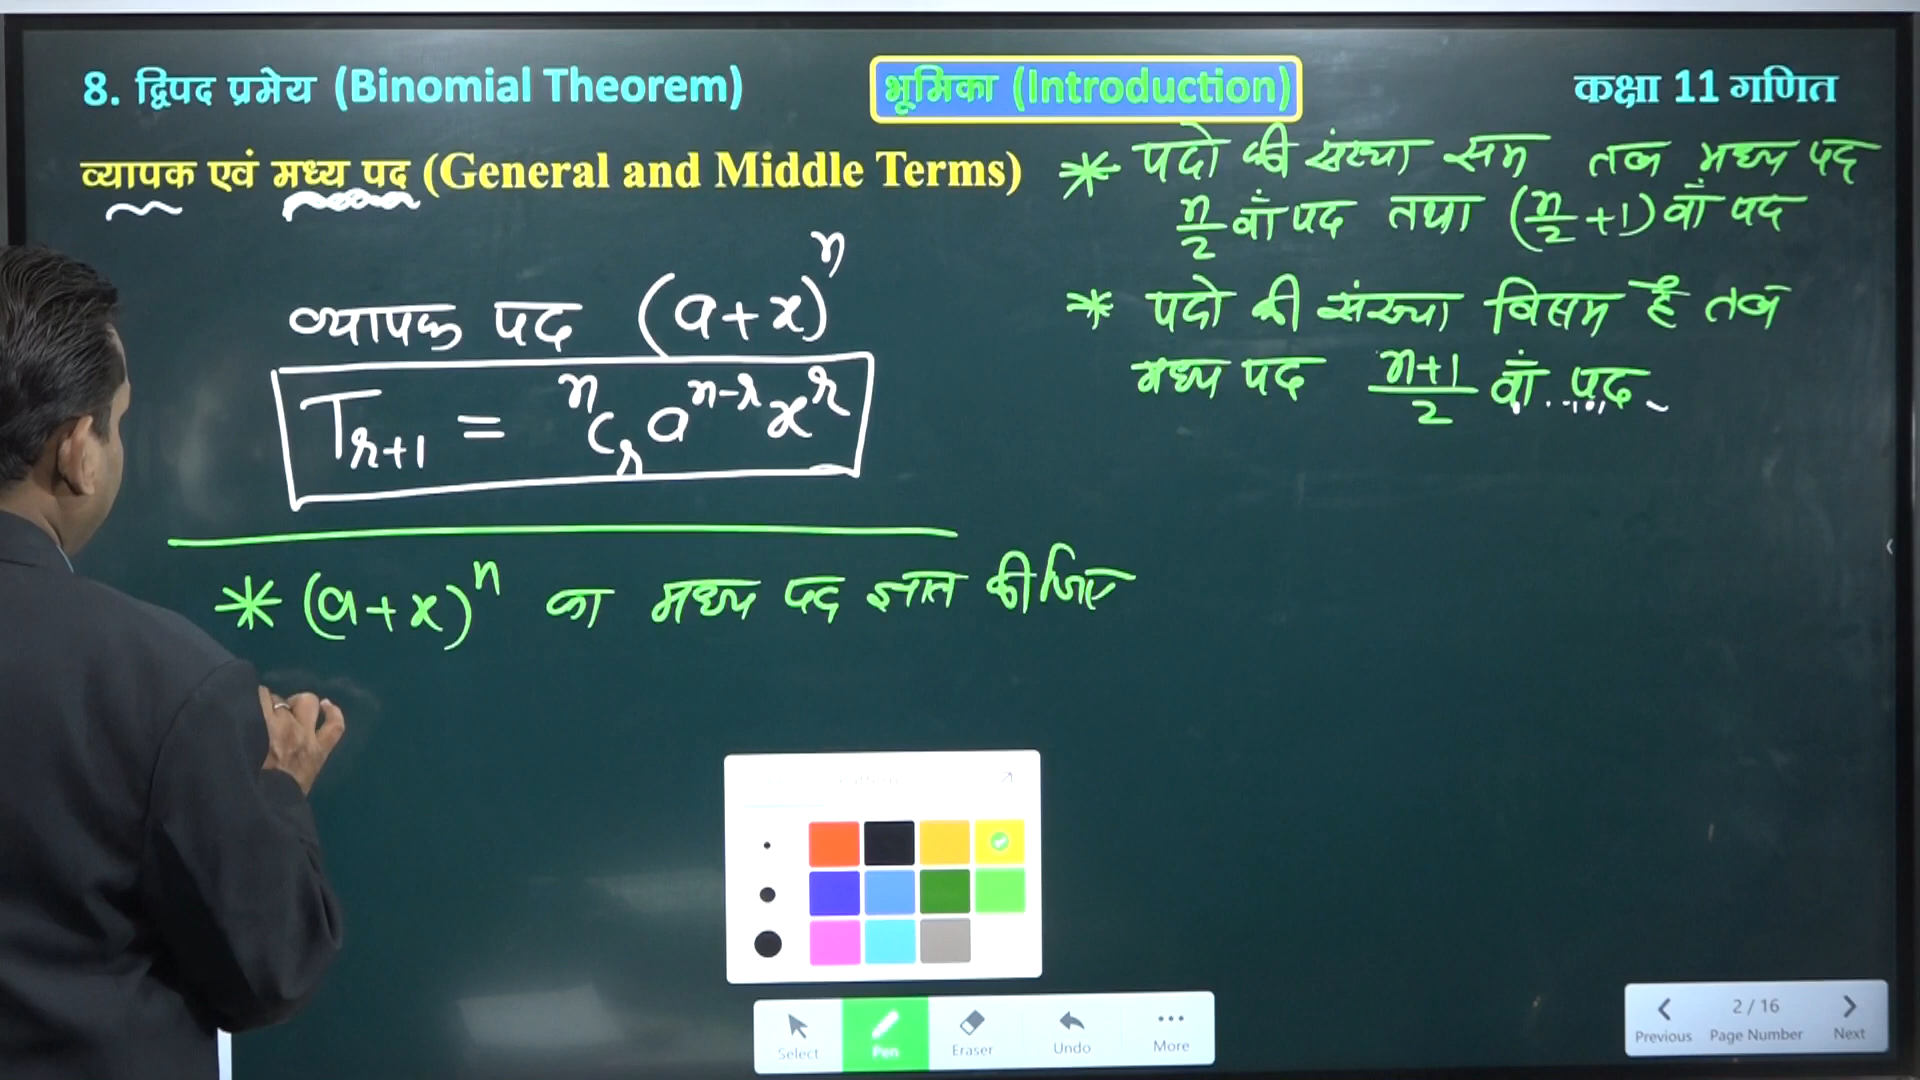 8. द्विपद प्रमेय (Binomial Theorem)
भूमिका (Introduction)
कक्षा 11 गणित
व्यापक एवं मध्य पद (General and Middle Terms)
व्यापक पद (a+x)^n
T_{r+1} = ^nC_r a^{n-r} x^r
* (a+x)^n का मध्य पद ज्ञात कीजिए
* पदो की संख्या सम तब मध्य पद
n/2 वाँ पद तथा (n/2 +1) वाँ पद
* पदो की संख्या विसम है तब
मध्य पद n+1/2 वाँ पद
Select
Pen
Eraser
Undo
More
2 / 16
Previous
Page Number
Next